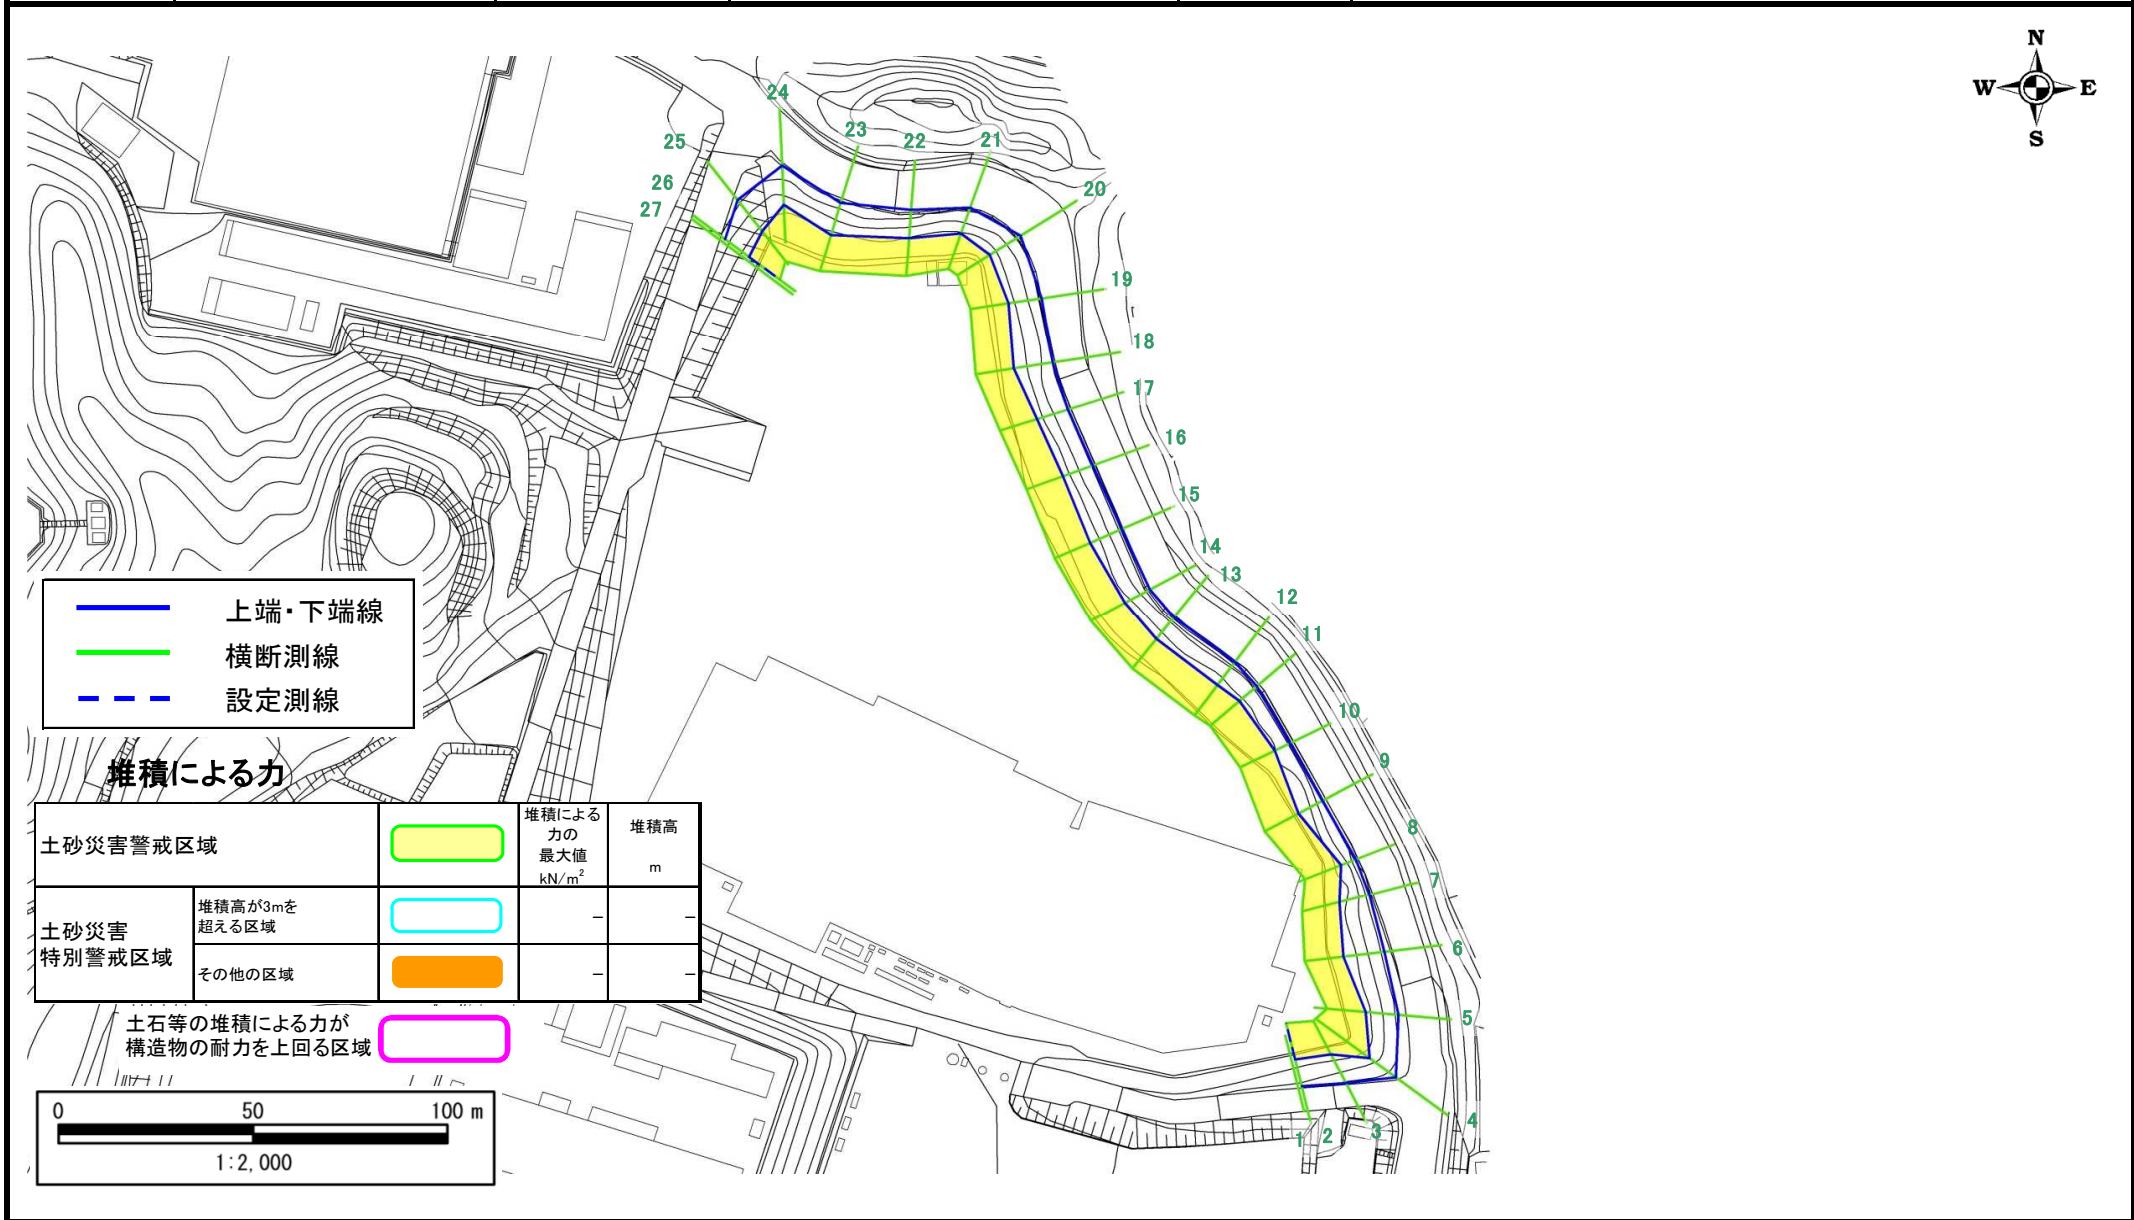 N
W E
S
24
23
22
21
25
20
26
27
19
18
17
16
15
14
13
12
11
10
9
8
7
6
5
4
3
2
1
上端・下端線
横断測線
設定測線
堆積による力
土砂災害警戒区域
堆積による
力の
最大値
kN/m²
堆積高
m
土砂災害
特別警戒区域
堆積高が3mを
超える区域
– –
その他の区域
– –
土石等の堆積による力が
構造物の耐力を上回る区域
0 50 100 m
1:2,000